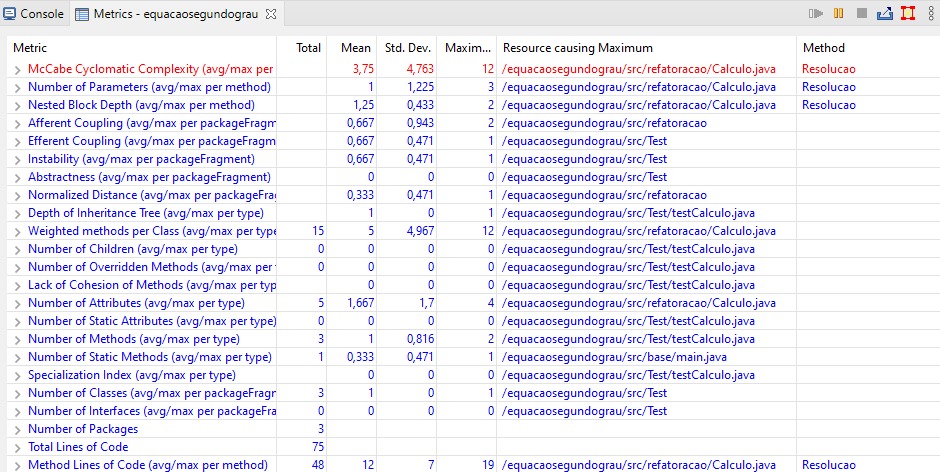 Console Metrics - equacaosegundograu
Metric Total Mean Std. Dev. Maxim... Resource causing Maximum Method
McCabe Cyclomatic Complexity (avg/max per 3,75 4,763 12 /equacaosegundograu/src/refatoracao/Calculo.java Resolucao
Number of Parameters (avg/max per method) 1 1,225 3 /equacaosegundograu/src/refatoracao/Calculo.java Resolucao
Nested Block Depth (avg/max per method) 1,25 0,433 2 /equacaosegundograu/src/refatoracao/Calculo.java Resolucao
Afferent Coupling (avg/max per packageFragm 0,667 0,943 2 /equacaosegundograu/src/refatoracao
Efferent Coupling (avg/max per packageFragm 0,667 0,471 1 /equacaosegundograu/src/Test
Instability (avg/max per packageFragment) 0,667 0,471 1 /equacaosegundograu/src/Test
Abstractness (avg/max per packageFragment) 0 0 0 /equacaosegundograu/src/Test
Normalized Distance (avg/max per packageFra 0,333 0,471 1 /equacaosegundograu/src/refatoracao
Depth of Inheritance Tree (avg/max per type) 1 0 1 /equacaosegundograu/src/Test/testCalculo.java
Weighted methods per Class (avg/max per type 15 5 4,967 12 /equacaosegundograu/src/refatoracao/Calculo.java
Number of Children (avg/max per type) 0 0 0 0 /equacaosegundograu/src/Test/testCalculo.java
Number of Overridden Methods (avg/max per 0 0 0 0 /equacaosegundograu/src/Test/testCalculo.java
Lack of Cohesion of Methods (avg/max per typ 0 0 0 /equacaosegundograu/src/Test/testCalculo.java
Number of Attributes (avg/max per type) 5 1,667 1,7 4 /equacaosegundograu/src/refatoracao/Calculo.java
Number of Static Attributes (avg/max per type) 0 0 0 0 /equacaosegundograu/src/Test/testCalculo.java
Number of Methods (avg/max per type) 3 1 0,816 2 /equacaosegundograu/src/Test/testCalculo.java
Number of Static Methods (avg/max per type) 1 0,333 0,471 1 /equacaosegundograu/src/base/main.java
Specialization Index (avg/max per type) 0 0 0 /equacaosegundograu/src/Test/testCalculo.java
Number of Classes (avg/max per packageFragm 3 1 0 1 /equacaosegundograu/src/Test
Number of Interfaces (avg/max per packageFra 0 0 0 0 /equacaosegundograu/src/Test
Number of Packages 3
Total Lines of Code 75
Method Lines of Code (avg/max per method) 48 12 7 19 /equacaosegundograu/src/refatoracao/Calculo.java Resolucao